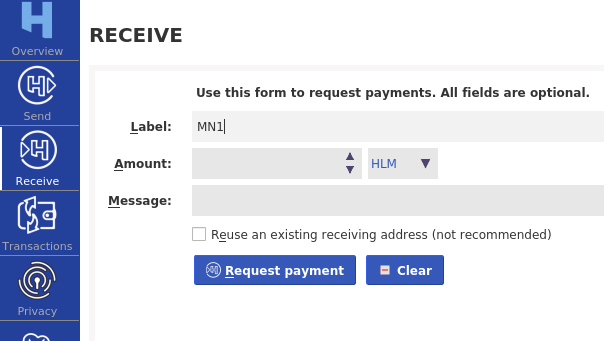 RECEIVE
Overview
Send
Receive
Transactions
Privacy
Use this form to request payments. All fields are optional.
Label: MN1
Amount: HLM
Message:
Reuse an existing receiving address (not recommended)
Request payment Clear